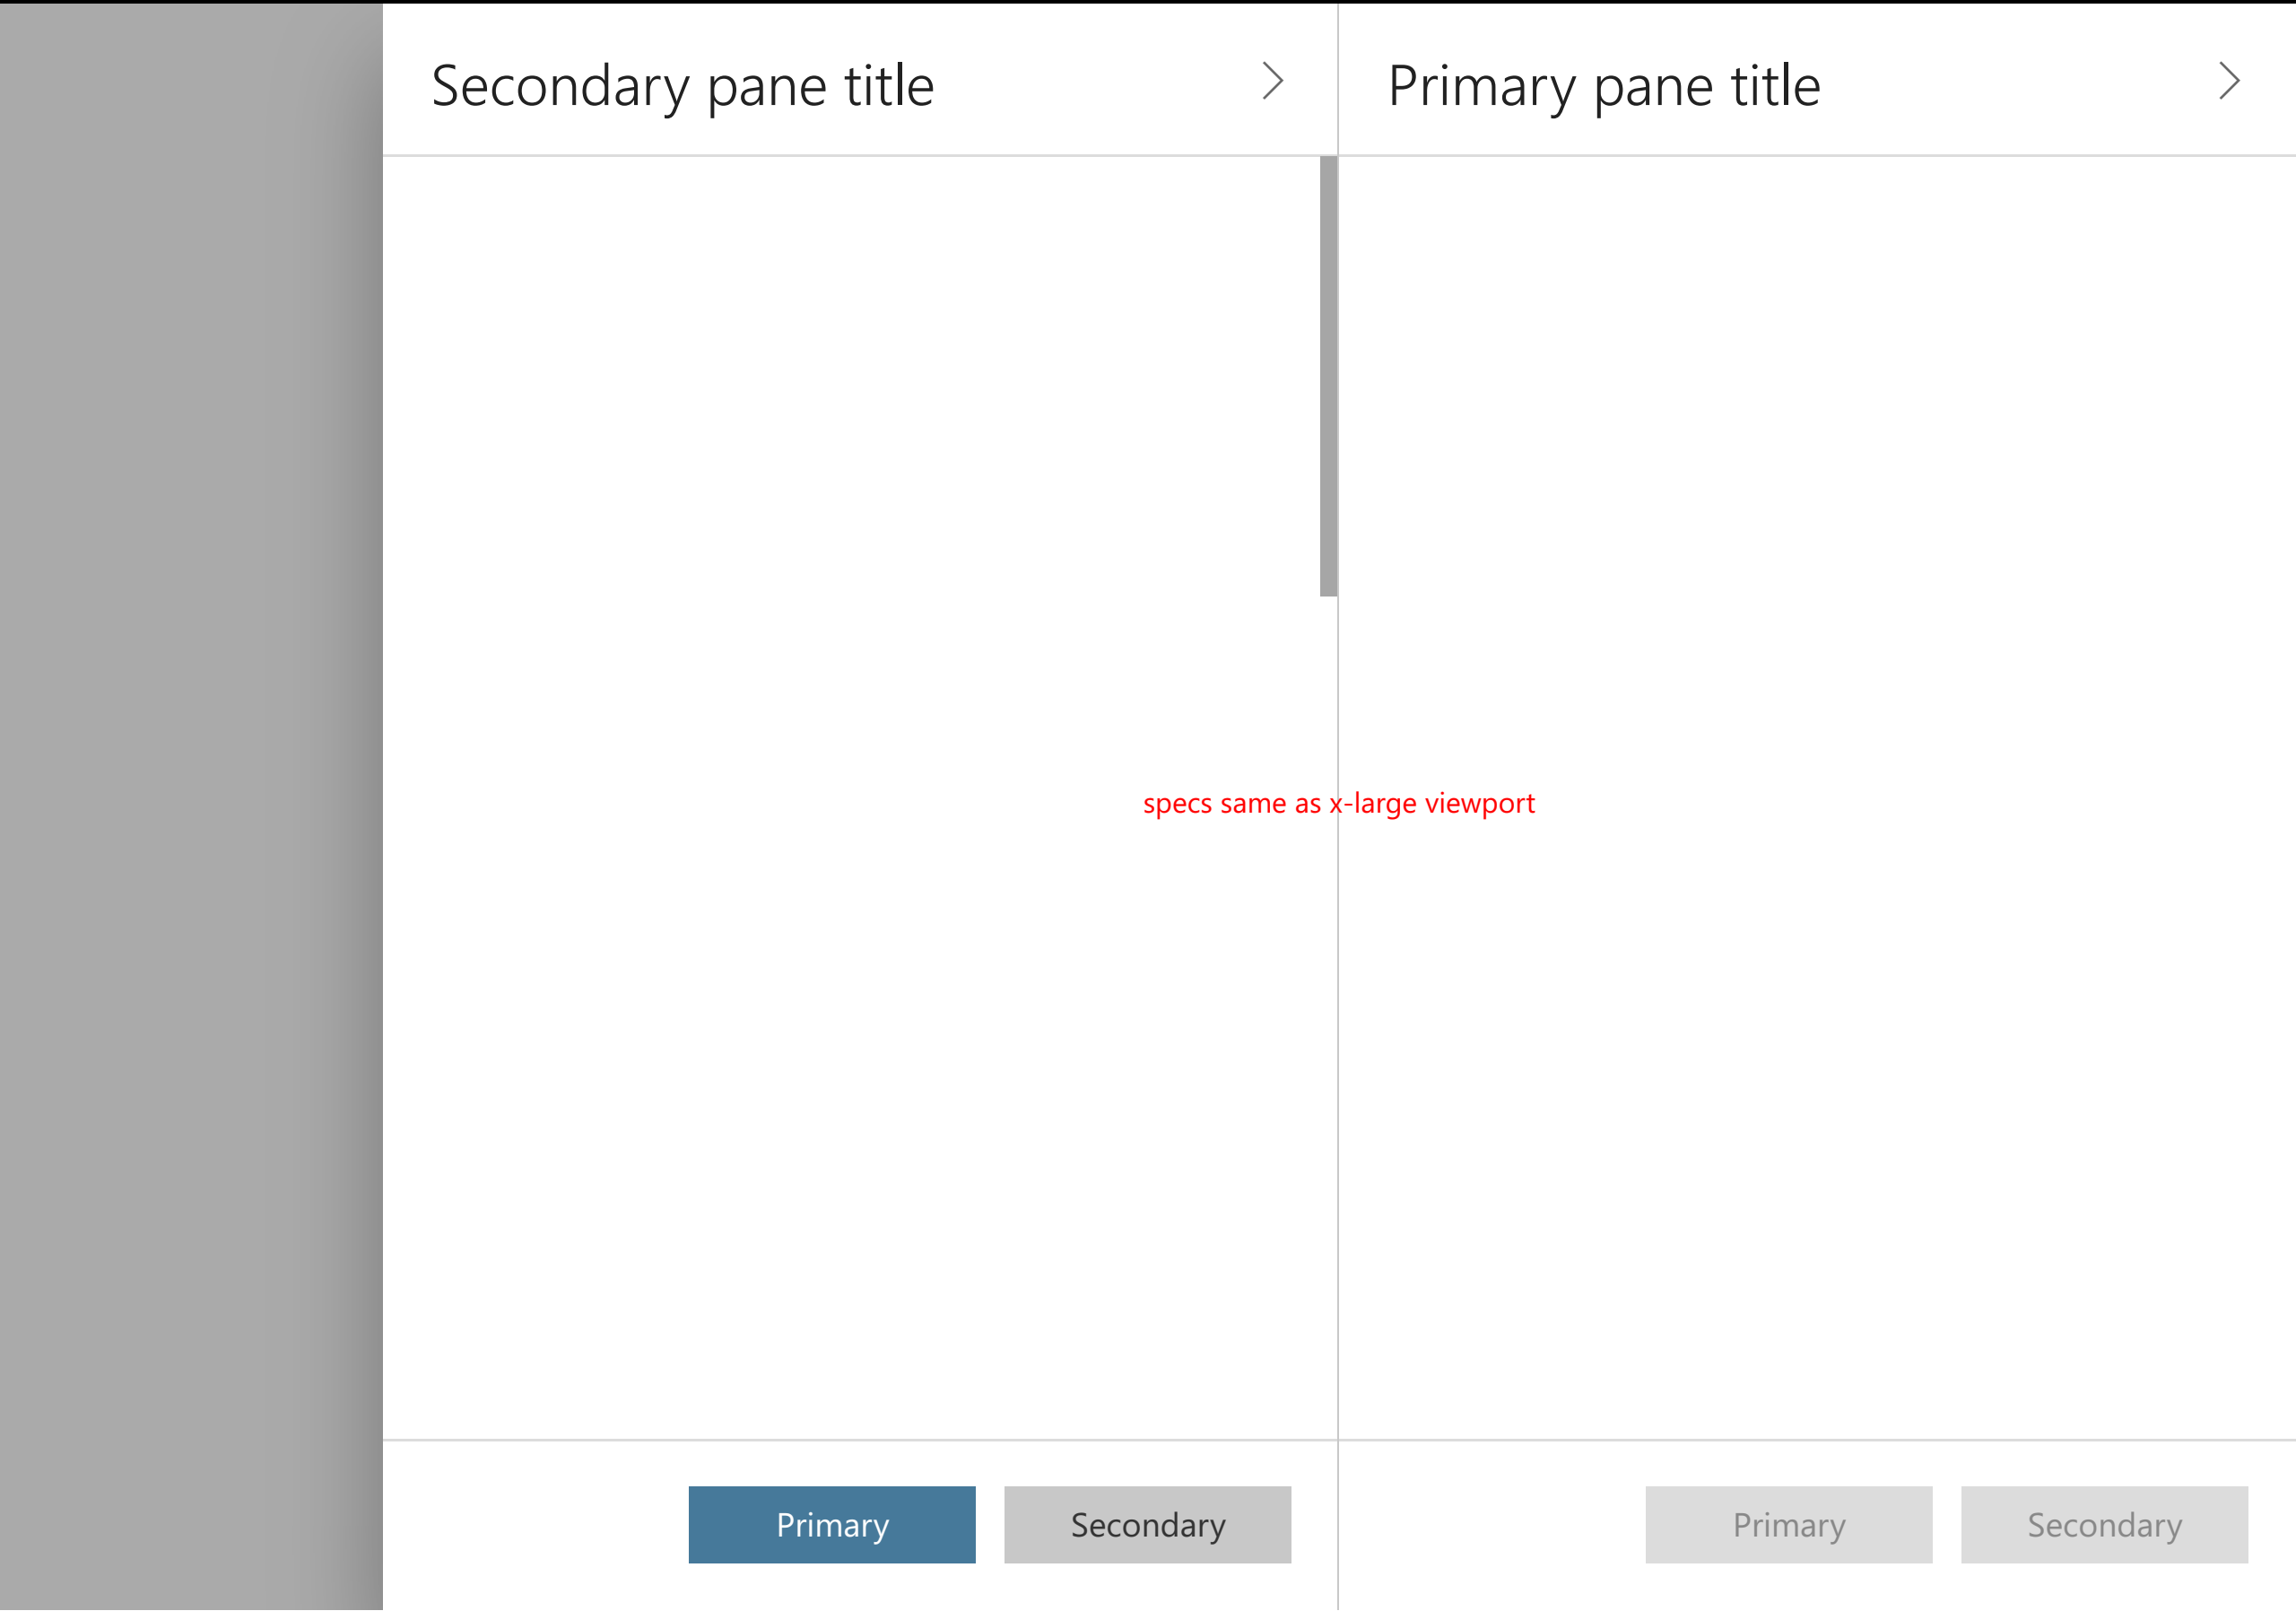 Secondary pane title
Primary pane title
specs same as x-large viewport
Primary
Secondary
Primary
Secondary